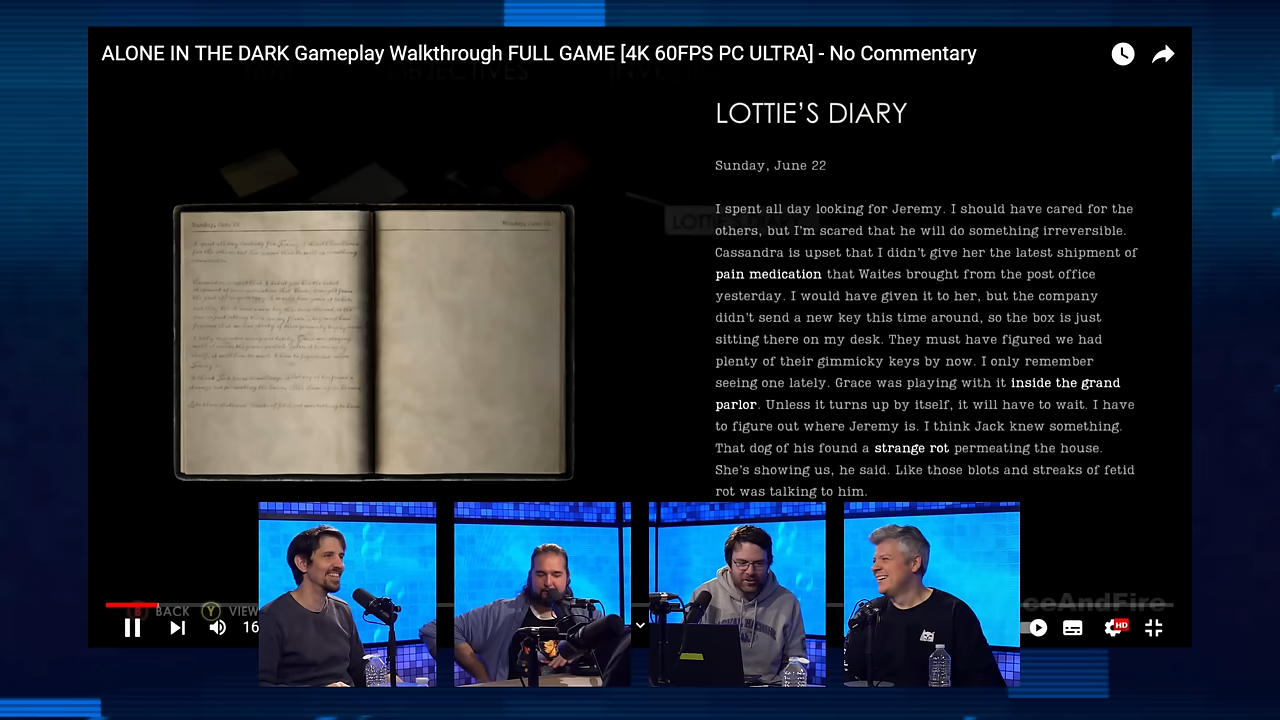 ALONE IN THE DARK Gameplay Walkthrough FULL GAME [4K 60FPS PC ULTRA] - No Commentary
OBJECTIVES
LOTTIE'S DIARY
Sunday, June 22
I spent all day looking for Jeremy. I should have cared for the
others, but I'm scared that he will do something irreversible.
Cassandra is upset that I didn't give her the latest shipment of
pain medication that Waites brought from the post office
yesterday. I would have given it to her, but the company
didn't send a new key this time around, so the box is just
sitting there on my desk. They must have figured we had
plenty of their gimmicky keys by now. I only remember
seeing one lately. Grace was playing with it inside the grand
parlor. Unless it turns up by itself, it will have to wait. I have
to figure out where Jeremy is. I think Jack knew something.
That dog of his found a strange rot permeating the house.
She's showing us, he said. Like those blots and streaks of fetid
rot was talking to him.
B BACK Y VIEW
ceAndFire
16
HD